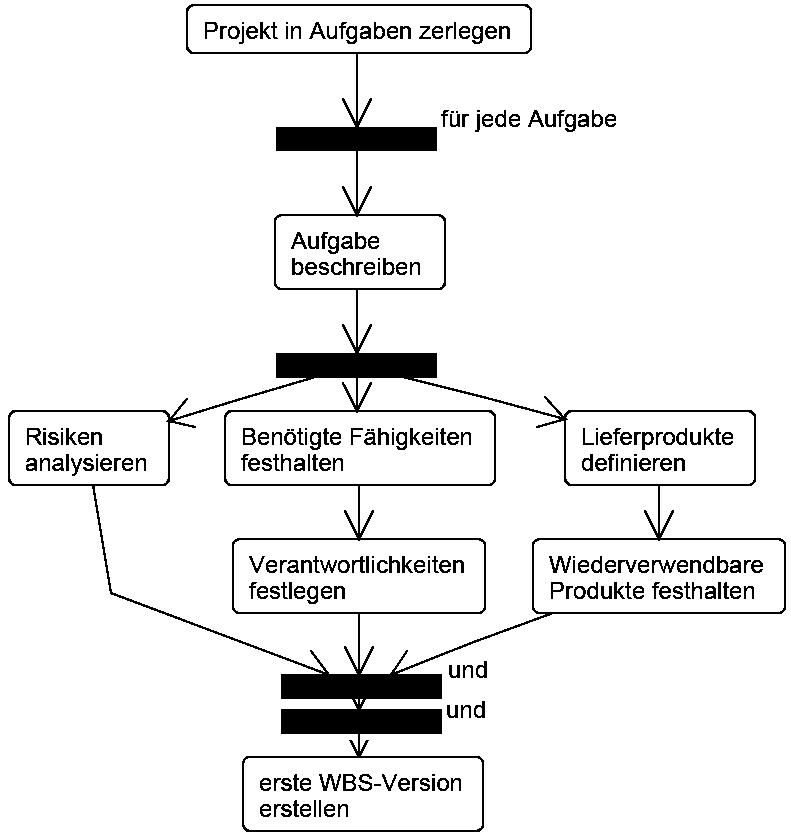 Projekt in Aufgaben zerlegen
für jede Aufgabe
Aufgabe
beschreiben
Risiken
analysieren
Benötigte Fähigkeiten
festhalten
Lieferprodukte
definieren
Verantwortlichkeiten
festlegen
Wiederverwendbare
Produkte festhalten
und
und
erste WBS-Version
erstellen